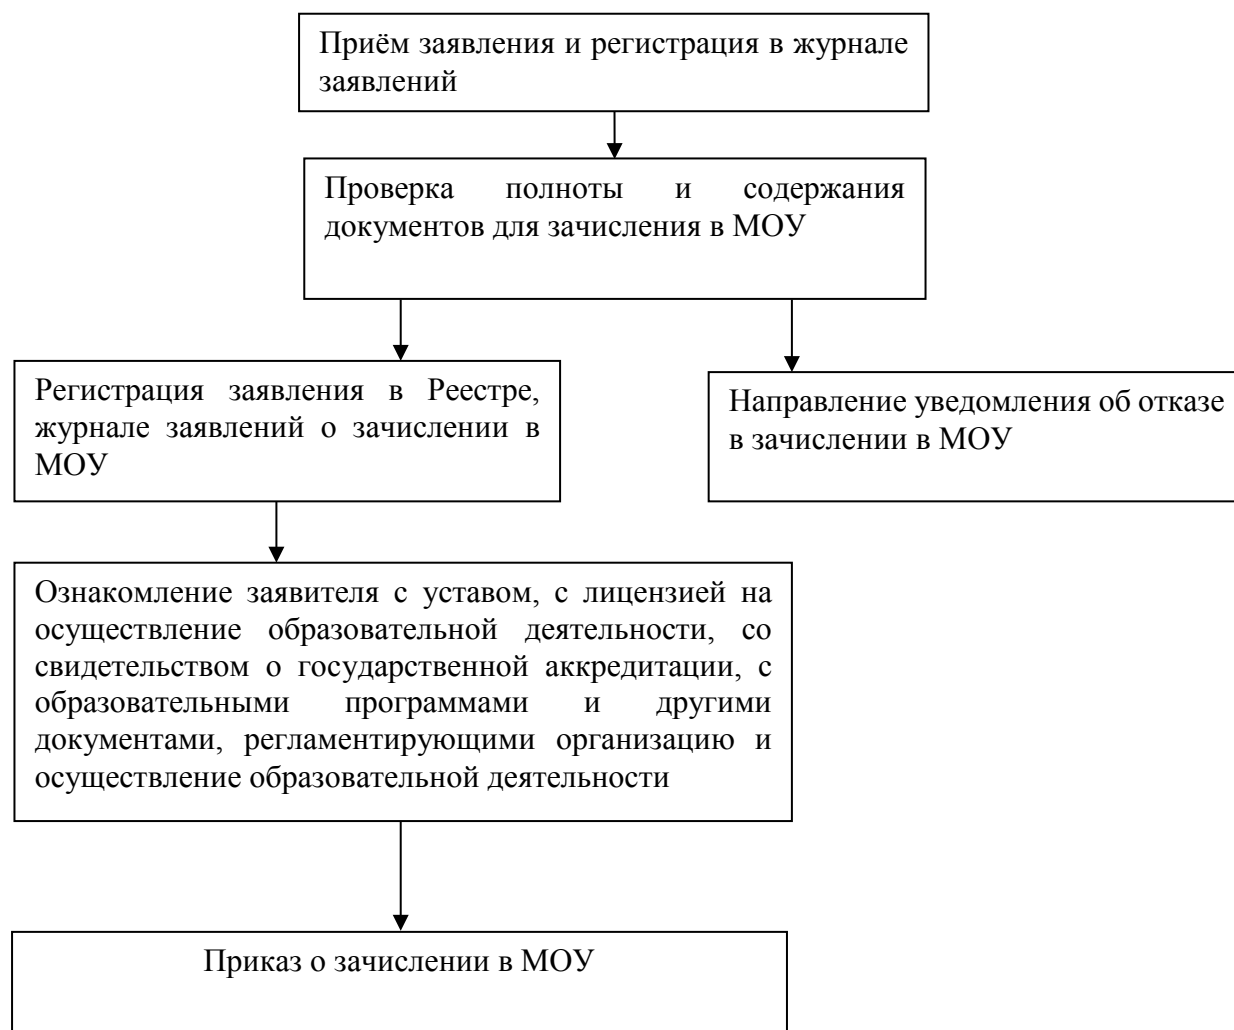 Приём заявления и регистрация в журнале
заявлений
Проверка полноты и содержания
документов для зачисления в МОУ
Регистрация заявления в Реестре,
журнале заявлений о зачислении в
МОУ
Направление уведомления об отказе
в зачислении в МОУ
Ознакомление заявителя с уставом, с лицензией на
осуществление образовательной деятельности, со
свидетельством о государственной аккредитации, с
образовательными программами и другими
документами, регламентирующими организацию и
осуществление образовательной деятельности
Приказ о зачислении в МОУ